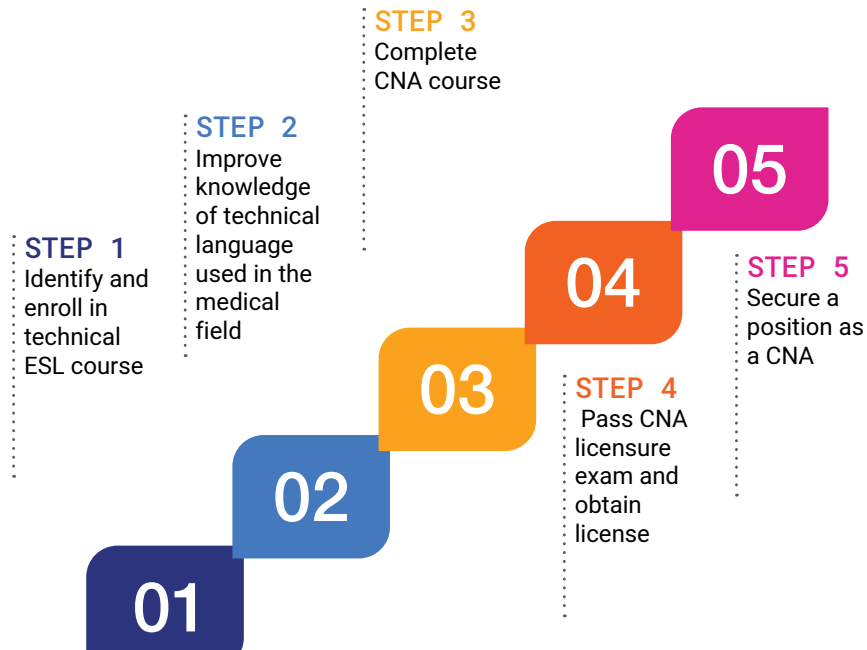 STEP 1
Identify and
enroll in
technical
ESL course
01
STEP 2
Improve
knowledge
of technical
language
used in the
medical
field
02
STEP 3
Complete
CNA course
03
STEP 4
Pass CNA
licensure
exam and
obtain
license
04
STEP 5
Secure a
position as
a CNA
05